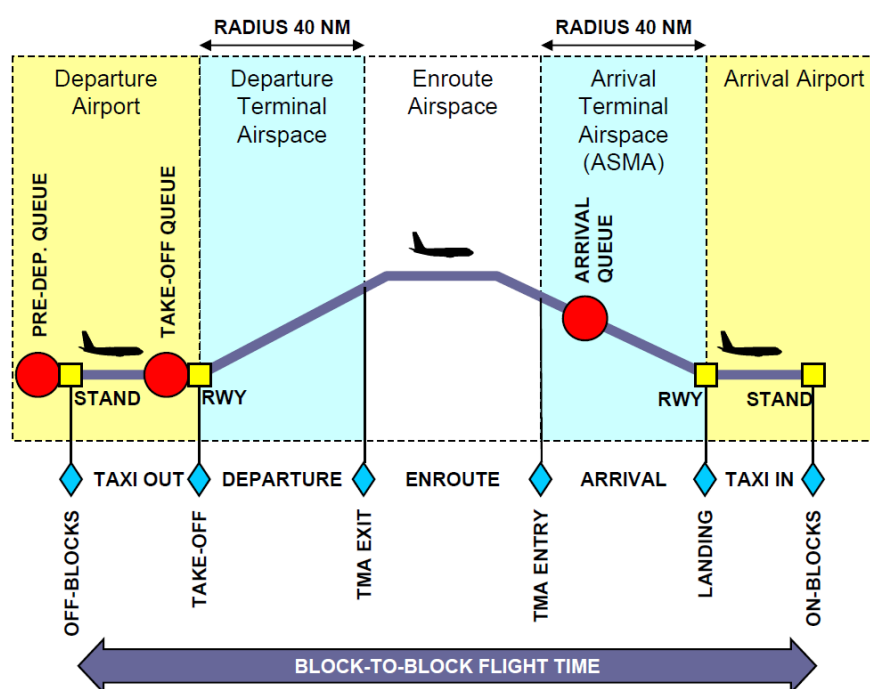 RADIUS 40 NM
RADIUS 40 NM
Departure
Airport
Departure
Terminal
Airspace
Enroute
Airspace
Arrival
Terminal
Airspace
(ASMA)
Arrival Airport
PRE-DEP. QUEUE
TAKE-OFF QUEUE
ARRIVAL
QUEUE
STAND
RWY
RWY
STAND
TAXI OUT
DEPARTURE
ENROUTE
ARRIVAL
TAXI IN
OFF-BLOCKS
TAKE-OFF
TMA EXIT
TMA ENTRY
LANDING
ON-BLOCKS
BLOCK-TO-BLOCK FLIGHT TIME